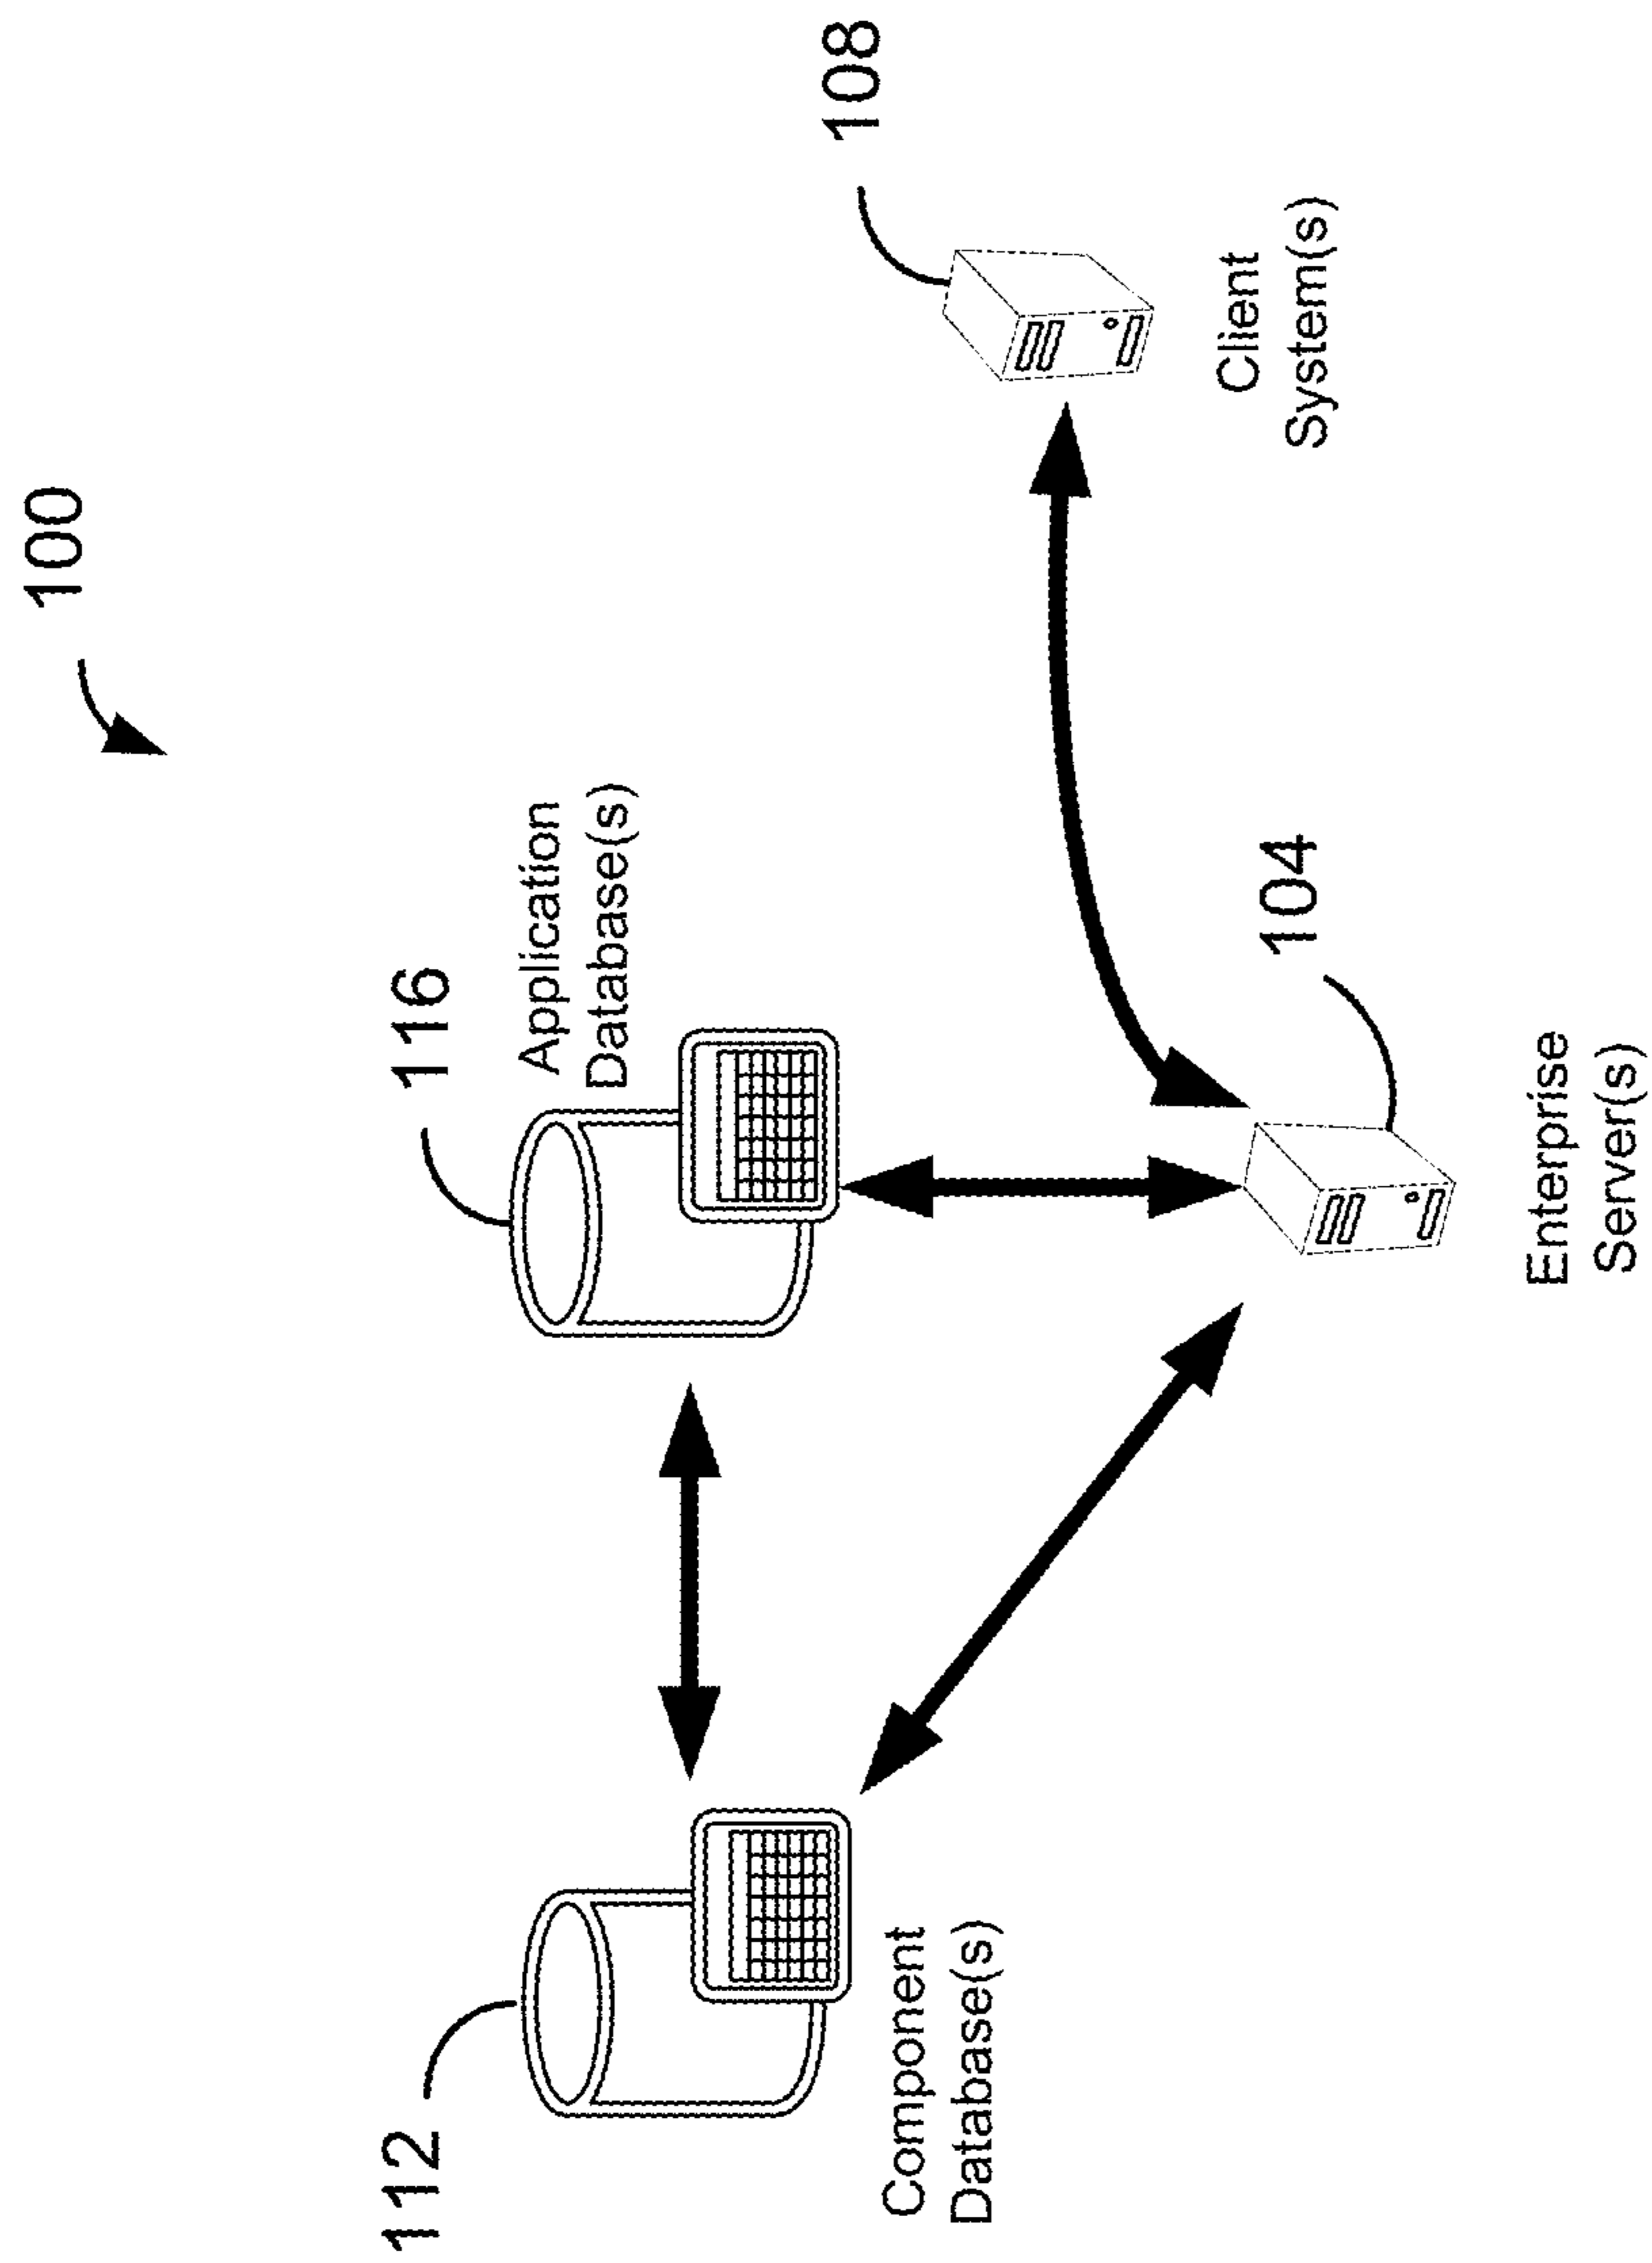 100
116
Application
Database(s)
112
108
Component
Database(s)
104
Client
System(s)
Enterprise
Server(s)